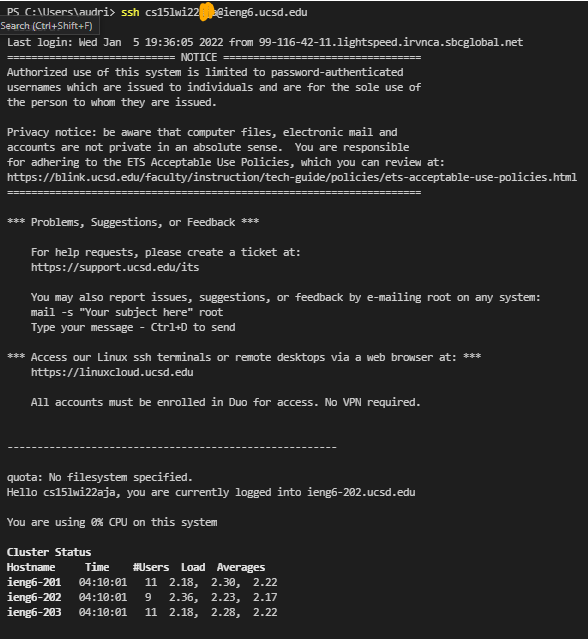 PS C:\Users\audri> ssh cs15lwi22@ieng6.ucsd.edu
Search (Ctrl+Shift+F)
Last login: Wed Jan  5 19:36:05 2022 from 99-116-42-11.lightspeed.irvnca.sbcglobal.net
============================ NOTICE =================================
Authorized use of this system is limited to password-authenticated
usernames which are issued to individuals and are for the sole use of
the person to whom they are issued.

Privacy notice: be aware that computer files, electronic mail and
accounts are not private in an absolute sense.  You are responsible
for adhering to the ETS Acceptable Use Policies, which you can review at:
https://blink.ucsd.edu/faculty/instruction/tech-guide/policies/ets-acceptable-use-policies.html
=====================================================================

*** Problems, Suggestions, or Feedback ***

    For help requests, please create a ticket at:
    https://support.ucsd.edu/its

    You may also report issues, suggestions, or feedback by e-mailing root on any system:
    mail -s "Your subject here" root
    Type your message - Ctrl+D to send

*** Access our Linux ssh terminals or remote desktops via a web browser at: ***
    https://linuxcloud.ucsd.edu

    All accounts must be enrolled in Duo for access. No VPN required.

-------------------------------------------------------

quota: No filesystem specified.
Hello cs15lwi22aja, you are currently logged into ieng6-202.ucsd.edu

You are using 0% CPU on this system

Cluster Status
Hostname     Time    #Users  Load  Averages
ieng6-201   04:10:01   11  2.18,  2.30,  2.22
ieng6-202   04:10:01   9   2.36,  2.23,  2.17
ieng6-203   04:10:01   11  2.18,  2.28,  2.22